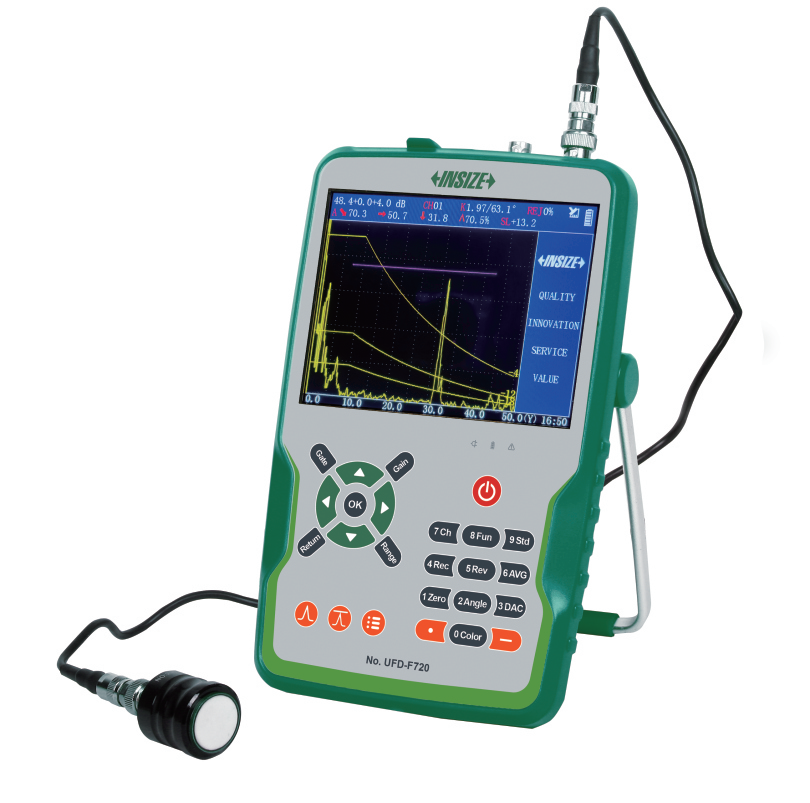 INSIZE
48.4+0.0+4.0 dB CH01 K1.97/63.1° REJ0%
70.3 50.7 31.8 70.5% SL+13.2
INSIZE
QUALITY
INNOVATION
SERVICE
VALUE
0.0 10.0 20.0 30.0 40.0 50.0(Y) 16:50
Gate Gain
OK
Return Range
7 Ch 8 Fun 9 Std
4 Rec 5 Rev 6 AVG
1 Zero 2 Angle 3 DAC
0 Color
No. UFD-F720